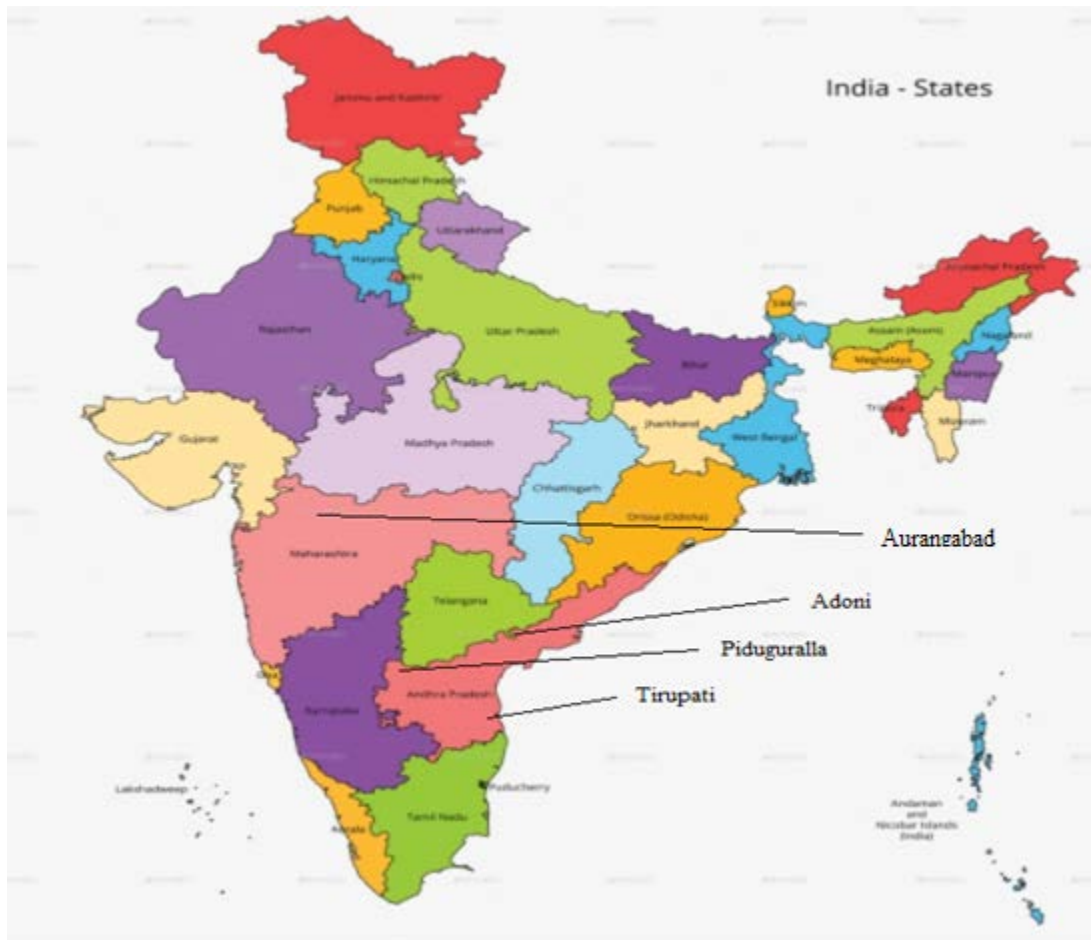 India - States
Jammu and Kashmir
Himachal Pradesh
Punjab
Uttarakhand
Haryana
Arunachal Pradesh
Rajasthan
Uttar Pradesh
Sikkim
Assam (Asom)
Nagaland
Bihar
Meghalaya
Manipur
Tripura
Mizoram
Gujarat
Madhya Pradesh
Jharkhand
West Bengal
Chhattisgarh
Orissa (Odisha)
Aurangabad
Maharashtra
Telangana
Adoni
Piduguralla
Goa
Andhra Pradesh
Tirupati
Karnataka
Lakshadweep
Puducherry
Tamil Nadu
Kerala
Andaman
and
Nicobar Islands
(India)